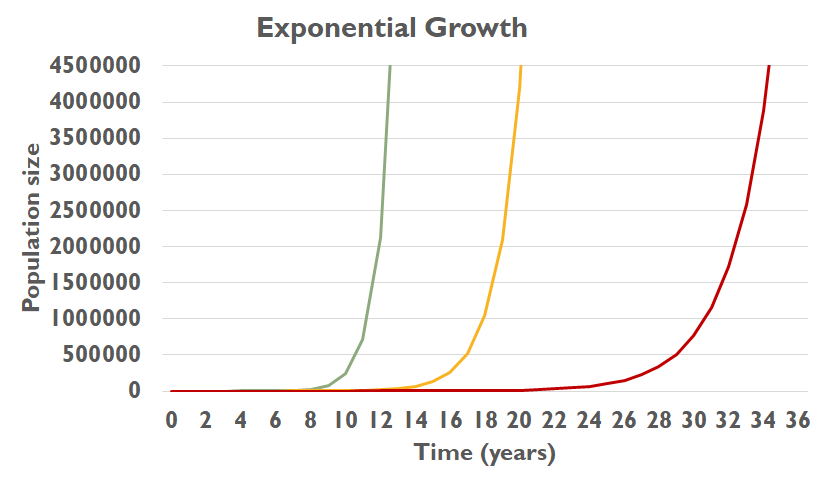 Exponential Growth
4500000
4000000
3500000
3000000
2500000
2000000
1500000
1000000
500000
0
Population size
0 2 4 6 8 10 12 14 16 18 20 22 24 26 28 30 32 34 36
Time (years)